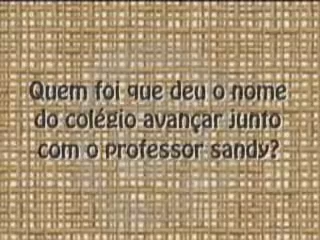 Quem foi que deu o nome
do colégio avançar junto
com o professor sandy?